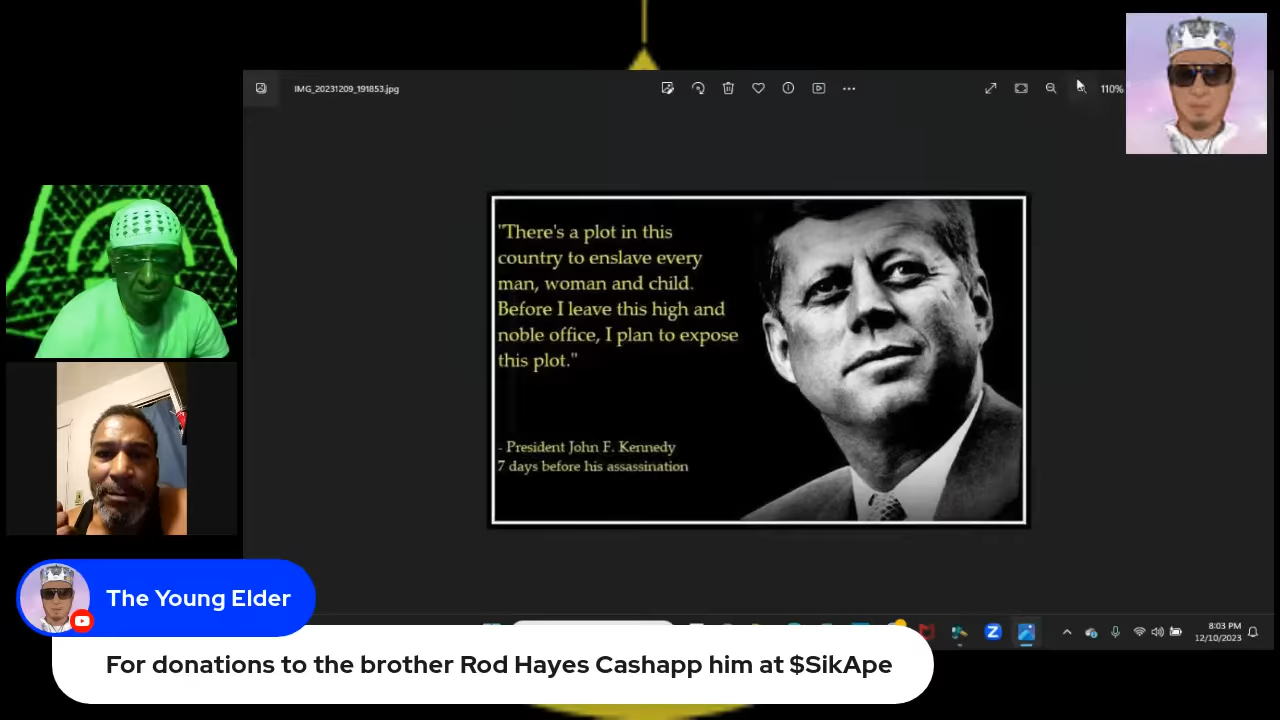 IMG_20231209_191853.jpg
110%
"There's a plot in this
country to enslave every
man, woman and child.
Before I leave this high and
noble office, I plan to expose
this plot."
- President John F. Kennedy
7 days before his assassination
The Young Elder
For donations to the brother Rod Hayes Cashapp him at $SikApe
8:03 PM
12/10/2023